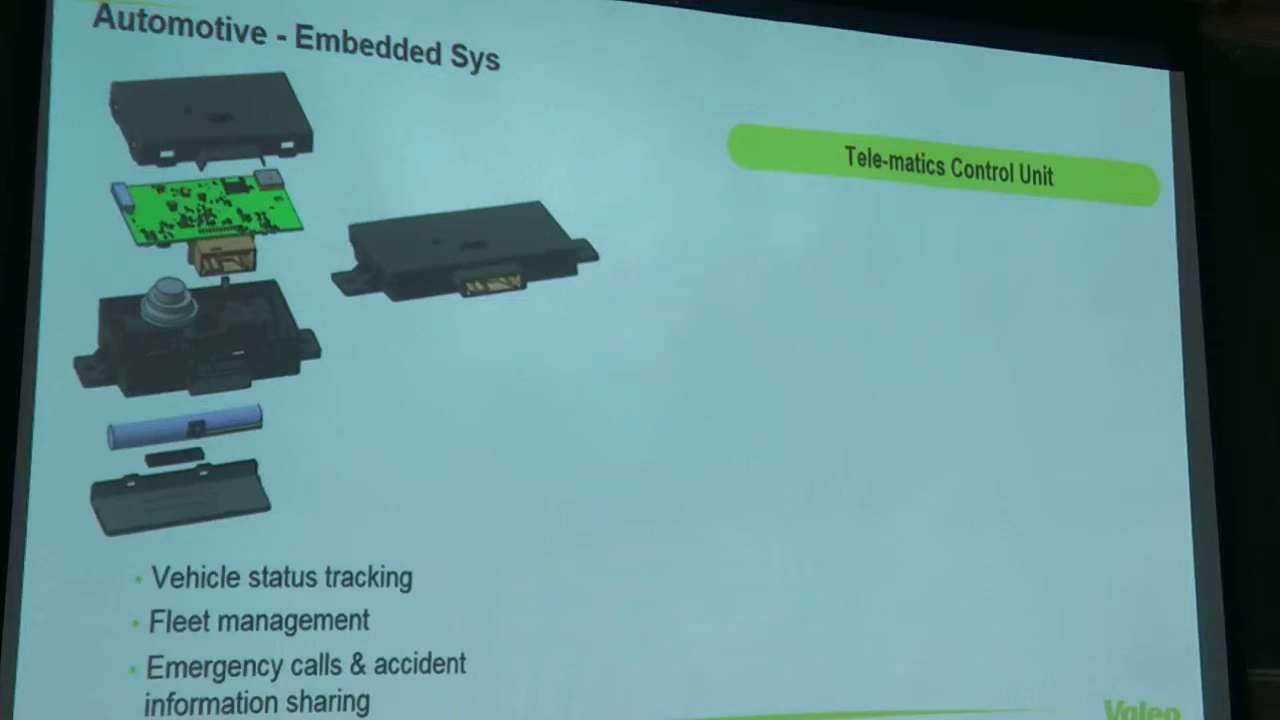 Automotive - Embedded Sys
Tele-matics Control Unit
• Vehicle status tracking
• Fleet management
• Emergency calls & accident
information sharing
Valeo